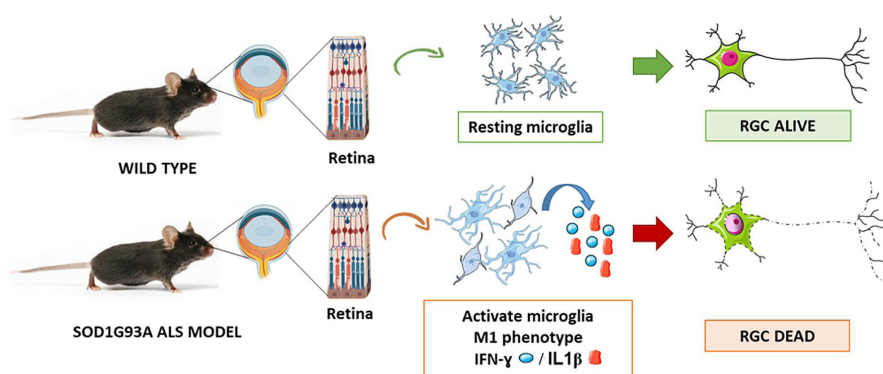 Retina
WILD TYPE
Resting microglia
RGC ALIVE
Retina
SOD1G93A ALS MODEL
Activate microglia
M1 phenotype
IFN-ɣ / IL1β
RGC DEAD